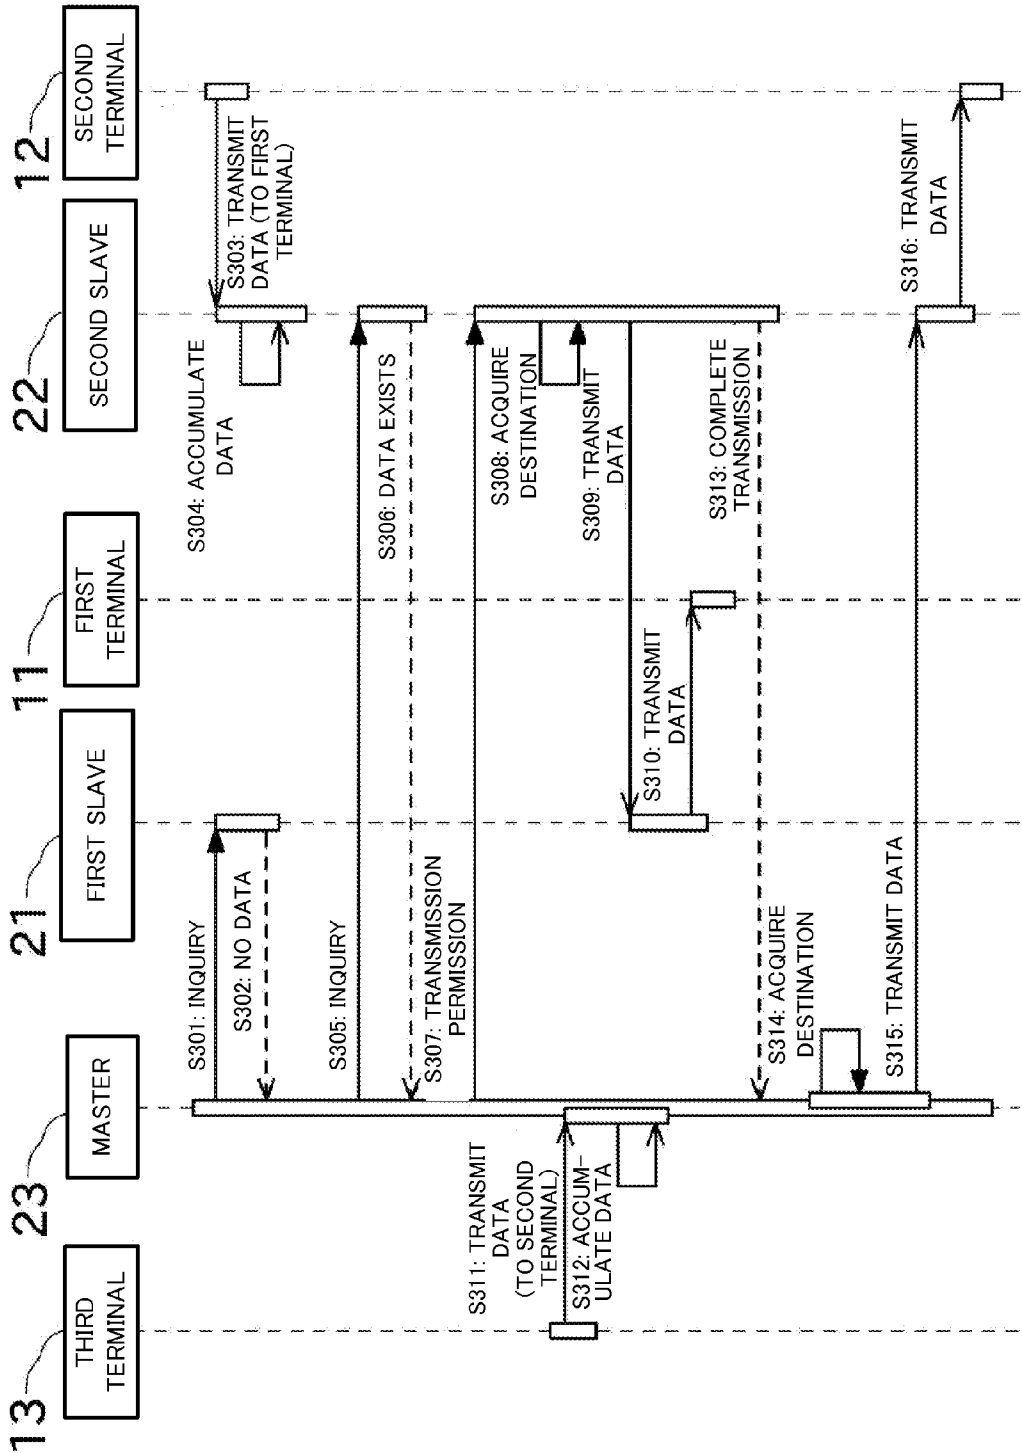 13
THIRD
TERMINAL
23
MASTER
21
FIRST SLAVE
11
FIRST
TERMINAL
22
SECOND SLAVE
12
SECOND
TERMINAL
S301: INQUIRY
S302: NO DATA
S303: TRANSMIT
DATA (TO FIRST
TERMINAL)
S304: ACCUMULATE
DATA
S305: INQUIRY
S306: DATA EXISTS
S307: TRANSMISSION
PERMISSION
S308: ACQUIRE
DESTINATION
S309: TRANSMIT
DATA
S310: TRANSMIT
DATA
S311: TRANSMIT
DATA
(TO SECOND
TERMINAL)
S312: ACCUM-
ULATE DATA
S313: COMPLETE
TRANSMISSION
S314: ACQUIRE
DESTINATION
S315: TRANSMIT DATA
S316: TRANSMIT
DATA